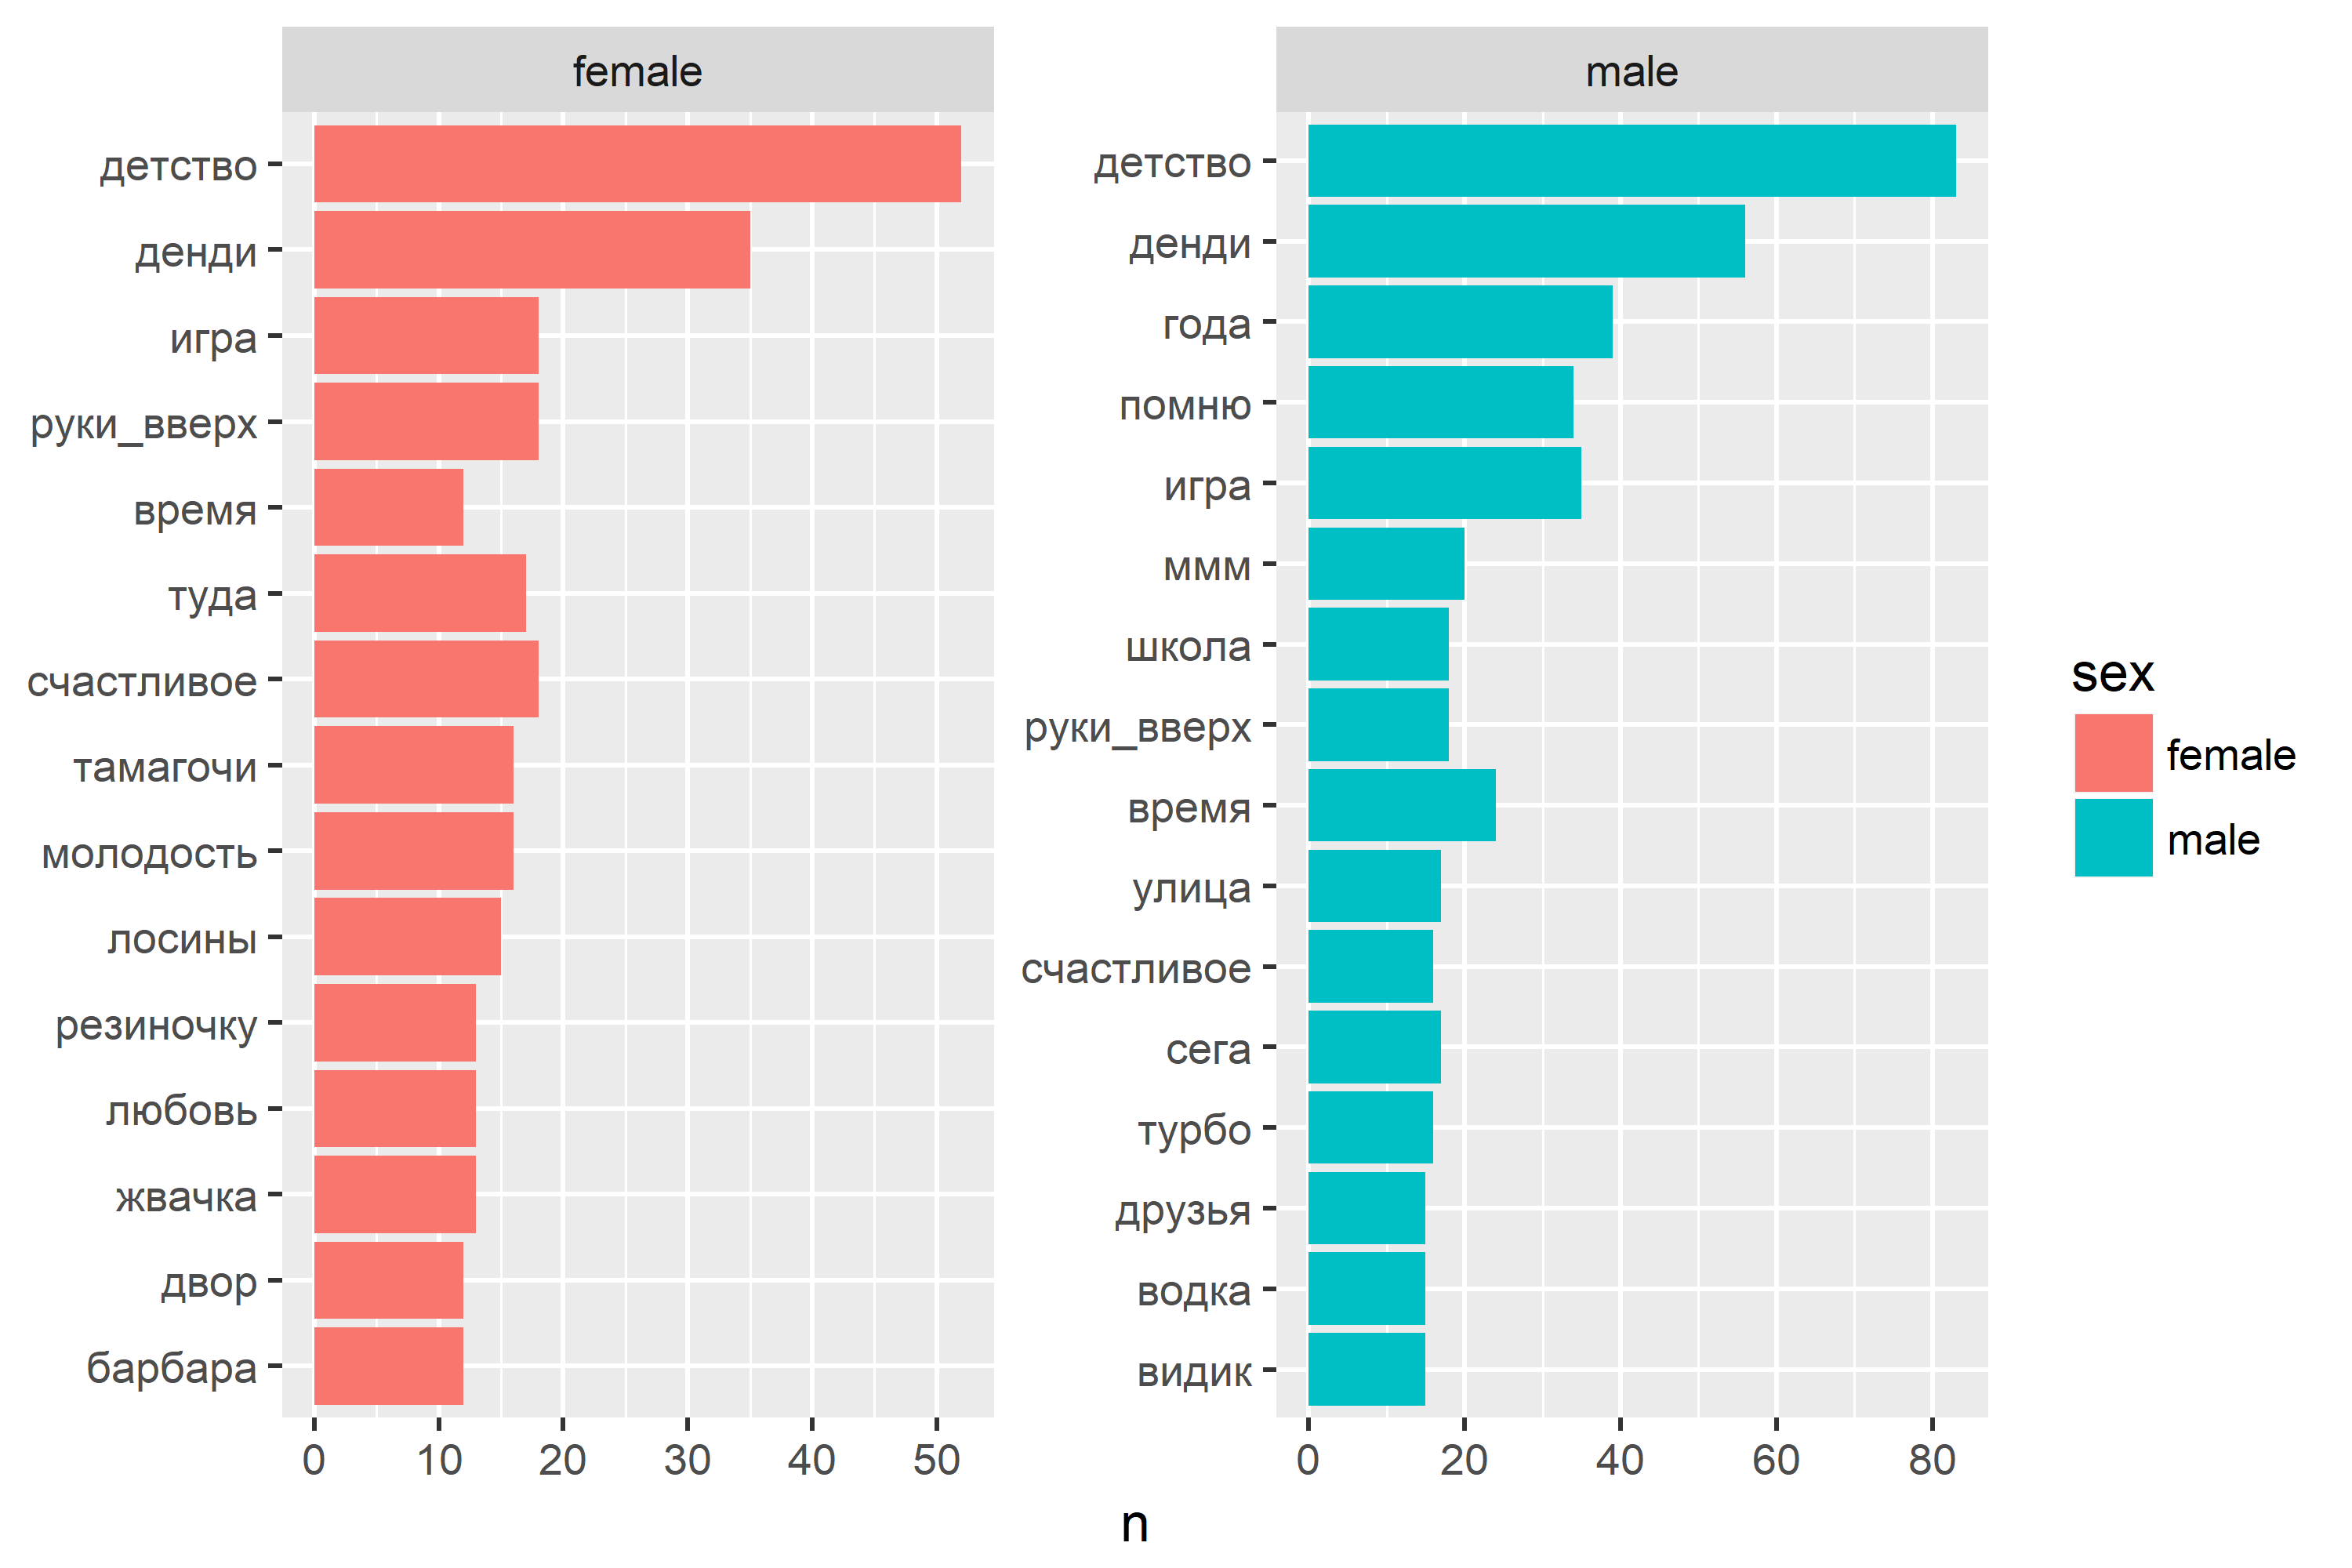 female
детство
денди
игра
руки_вверх
время
туда
счастливое
тамагочи
молодость
лосины
резиночку
любовь
жвачка
двор
барбара
0 10 20 30 40 50
male
детство
денди
года
помню
игра
ммм
школа
руки_вверх
время
улица
счастливое
сега
турбо
друзья
водка
видик
0 20 40 60 80
n
sex
female
male